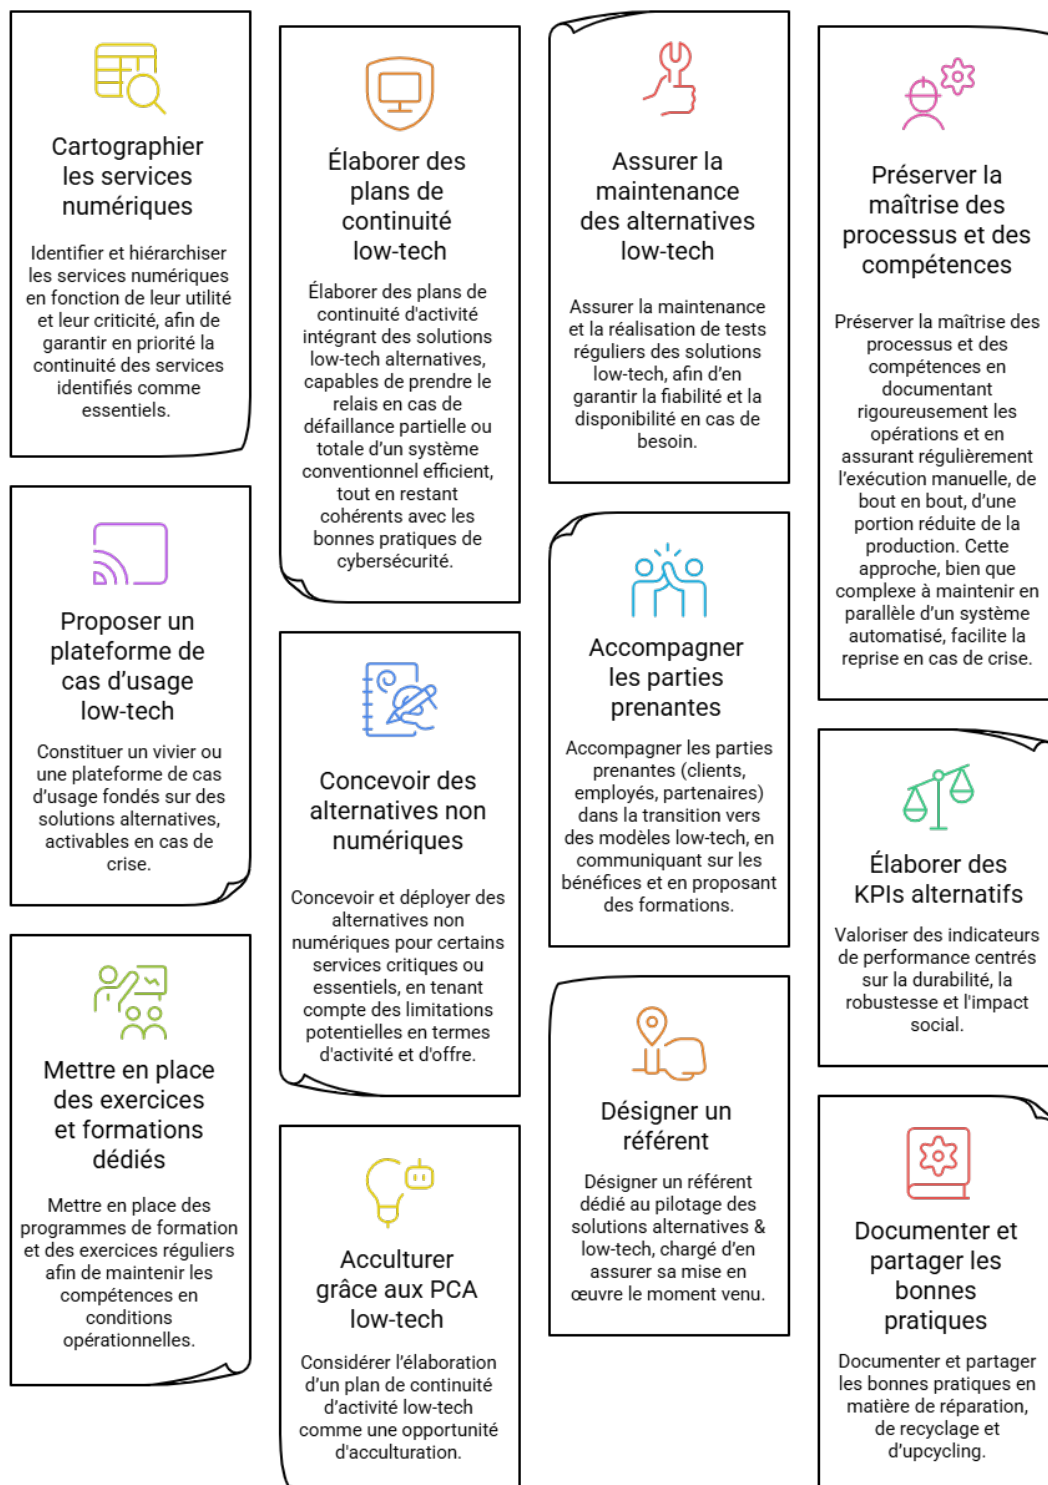 Cartographier
les services
numériques
Identifier et hiérarchiser
les services numériques
en fonction de leur utilité
et leur criticité, afin de
garantir en priorité la
continuité des services
identifiés comme
essentiels.
Proposer un
plateforme de
cas d’usage
low-tech
Constituer un vivier ou
une plateforme de cas
d’usage fondés sur des
solutions alternatives,
activables en cas de
crise.
Mettre en place
des exercices
et formations
dédiés
Mettre en place des
programmes de formation
et des exercices réguliers
afin de maintenir les
compétences en
conditions
opérationnelles.
Élaborer des
plans de
continuité
low-tech
Élaborer des plans de
continuité d'activité
intégrant des solutions
low-tech alternatives,
capables de prendre le
relais en cas de
défaillance partielle ou
totale d’un système
conventionnel efficient,
tout en restant
cohérents avec les
bonnes pratiques de
cybersécurité.
Concevoir des
alternatives non
numériques
Concevoir et déployer des
alternatives non
numériques pour certains
services critiques ou
essentiels, en tenant
compte des limitations
potentielles en termes
d'activité et d'offre.
Acculturer
grâce aux PCA
low-tech
Considérer l’élaboration
d’un plan de continuité
d’activité low-tech
comme une opportunité
d'acculturation.
Assurer la
maintenance
des alternatives
low-tech
Assurer la maintenance
et la réalisation de tests
réguliers des solutions
low-tech, afin d’en
garantir la fiabilité et la
disponibilité en cas de
besoin.
Accompagner
les parties
prenantes
Accompagner les parties
prenantes (clients,
employés, partenaires)
dans la transition vers
des modèles low-tech, en
communiquant sur les
bénéfices et en proposant
des formations.
Désigner un
référent
Désigner un référent
dédié au pilotage des
solutions alternatives &
low-tech, chargé d’en
assurer sa mise en
œuvre le moment venu.
Préserver la
maîtrise des
processus et des
compétences
Préserver la maîtrise des
processus et des
compétences en
documentant
rigoureusement les
opérations et en
assurant régulièrement
l’exécution manuelle, de
bout en bout, d’une
portion réduite de la
production. Cette
approche, bien que
complexe à maintenir en
parallèle d’un système
automatisé, facilite la
reprise en cas de crise.
Élaborer des
KPIs alternatifs
Valoriser des indicateurs
de performance centrés
sur la durabilité, la
robustesse et l'impact
social.
Documenter et
partager les
bonnes
pratiques
Documenter et partager
les bonnes pratiques en
matière de réparation,
de recyclage et
d’upcycling.